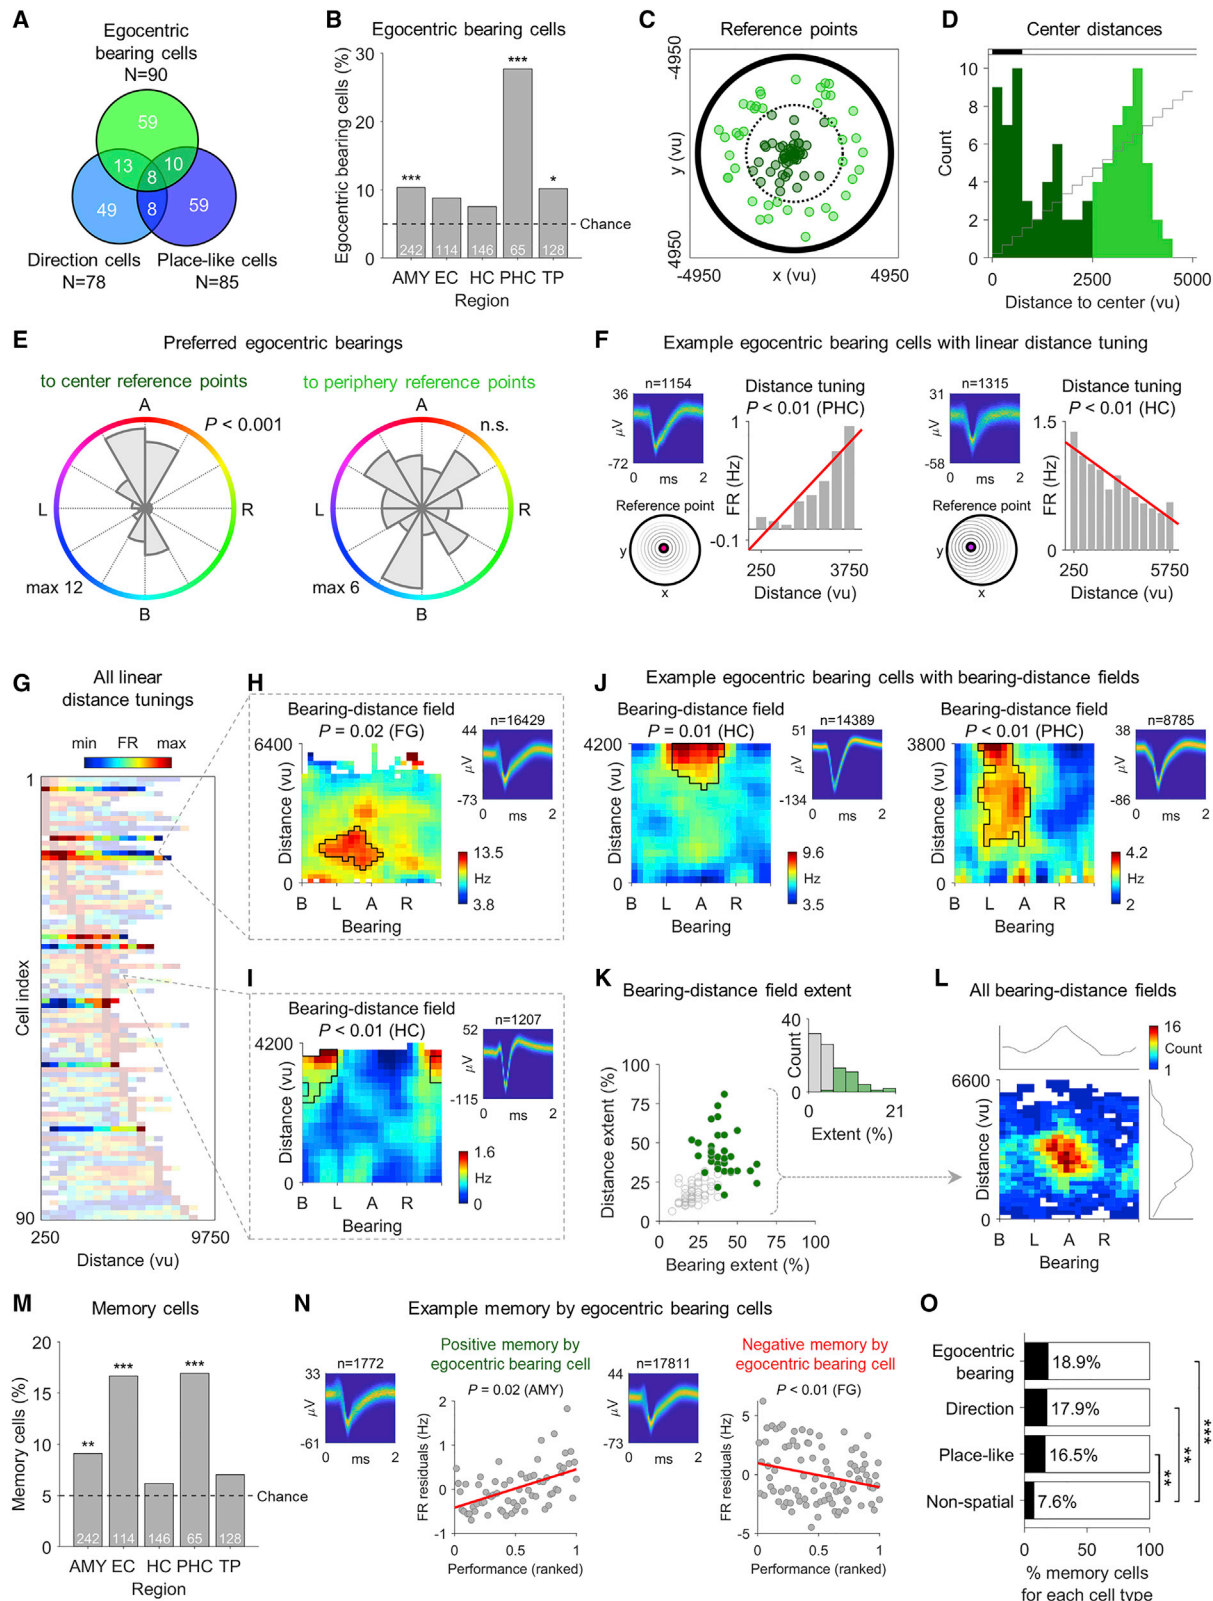 A
Egocentric
bearing cells
N=90
59
13
10
8
49
8
59
Direction cells
N=78
Place-like cells
N=85
B
Egocentric bearing cells
Egocentric bearing cells (%)
30
20
10
0
***
***
*
Chance
242 114 146 65 128
AMY EC HC PHC TP
Region
C
Reference points
-4950
y (vu)
4950
-4950
x (vu)
4950
D
Center distances
Count
10
8
6
4
2
0
0 2500 5000
Distance to center (vu)
E
Preferred egocentric bearings
to center reference points
A
P < 0.001
L
R
max 12
B
to periphery reference points
A
n.s.
L
R
max 6
B
F
Example egocentric bearing cells with linear distance tuning
n=1154
36
μV
-72
0 ms 2
Reference point
y
x
Distance tuning
P < 0.01 (PHC)
1
FR (Hz)
-0.1
250 3750
Distance (vu)
n=1315
31
μV
-58
0 ms 2
Reference point
y
x
Distance tuning
P < 0.01 (HC)
1.5
FR (Hz)
0
250 5750
Distance (vu)
G
All linear
distance tunings
min FR max
1
Cell index
90
250 9750
Distance (vu)
H
Bearing-distance field
P = 0.02 (FG)
6400
Distance (vu)
0
B L A R
Bearing
n=16429
44
μV
-73
0 ms 2
13.5
Hz
3.8
I
Bearing-distance field
P < 0.01 (HC)
4200
Distance (vu)
0
B L A R
Bearing
n=1207
52
μV
-115
0 ms 2
1.6
Hz
0
J
Example egocentric bearing cells with bearing-distance fields
Bearing-distance field
P = 0.01 (HC)
4200
Distance (vu)
0
B L A R
Bearing
n=14389
51
μV
-134
0 ms 2
9.6
Hz
3.5
Bearing-distance field
P < 0.01 (PHC)
3800
Distance (vu)
0
B L A R
Bearing
n=8785
38
μV
-86
0 ms 2
4.2
Hz
2
K
Bearing-distance field extent
Distance extent (%)
100
75
50
25
0
0 25 50 75 100
Bearing extent (%)
40
Count
0
0 21
Extent (%)
L
All bearing-distance fields
16
Count
1
6600
Distance (vu)
0
B L A R
Bearing
M
Memory cells
Memory cells (%)
20
15
10
5
0
**
***
***
Chance
242 114 146 65 128
AMY EC HC PHC TP
Region
N
Example memory by egocentric bearing cells
n=1772
33
μV
-61
0 ms 2
Positive memory by
egocentric bearing cell
P = 0.02 (AMY)
FR residuals (Hz)
2
1
0
-1
0 0.5 1
Performance (ranked)
n=17811
44
μV
-73
0 ms 2
Negative memory by
egocentric bearing cell
P < 0.01 (FG)
FR residuals (Hz)
5
0
-5
0 0.5 1
Performance (ranked)
O
Egocentric
bearing
18.9%
Direction
17.9%
Place-like
16.5%
Non-spatial
7.6%
**
**
***
0 50 100
% memory cells
for each cell type